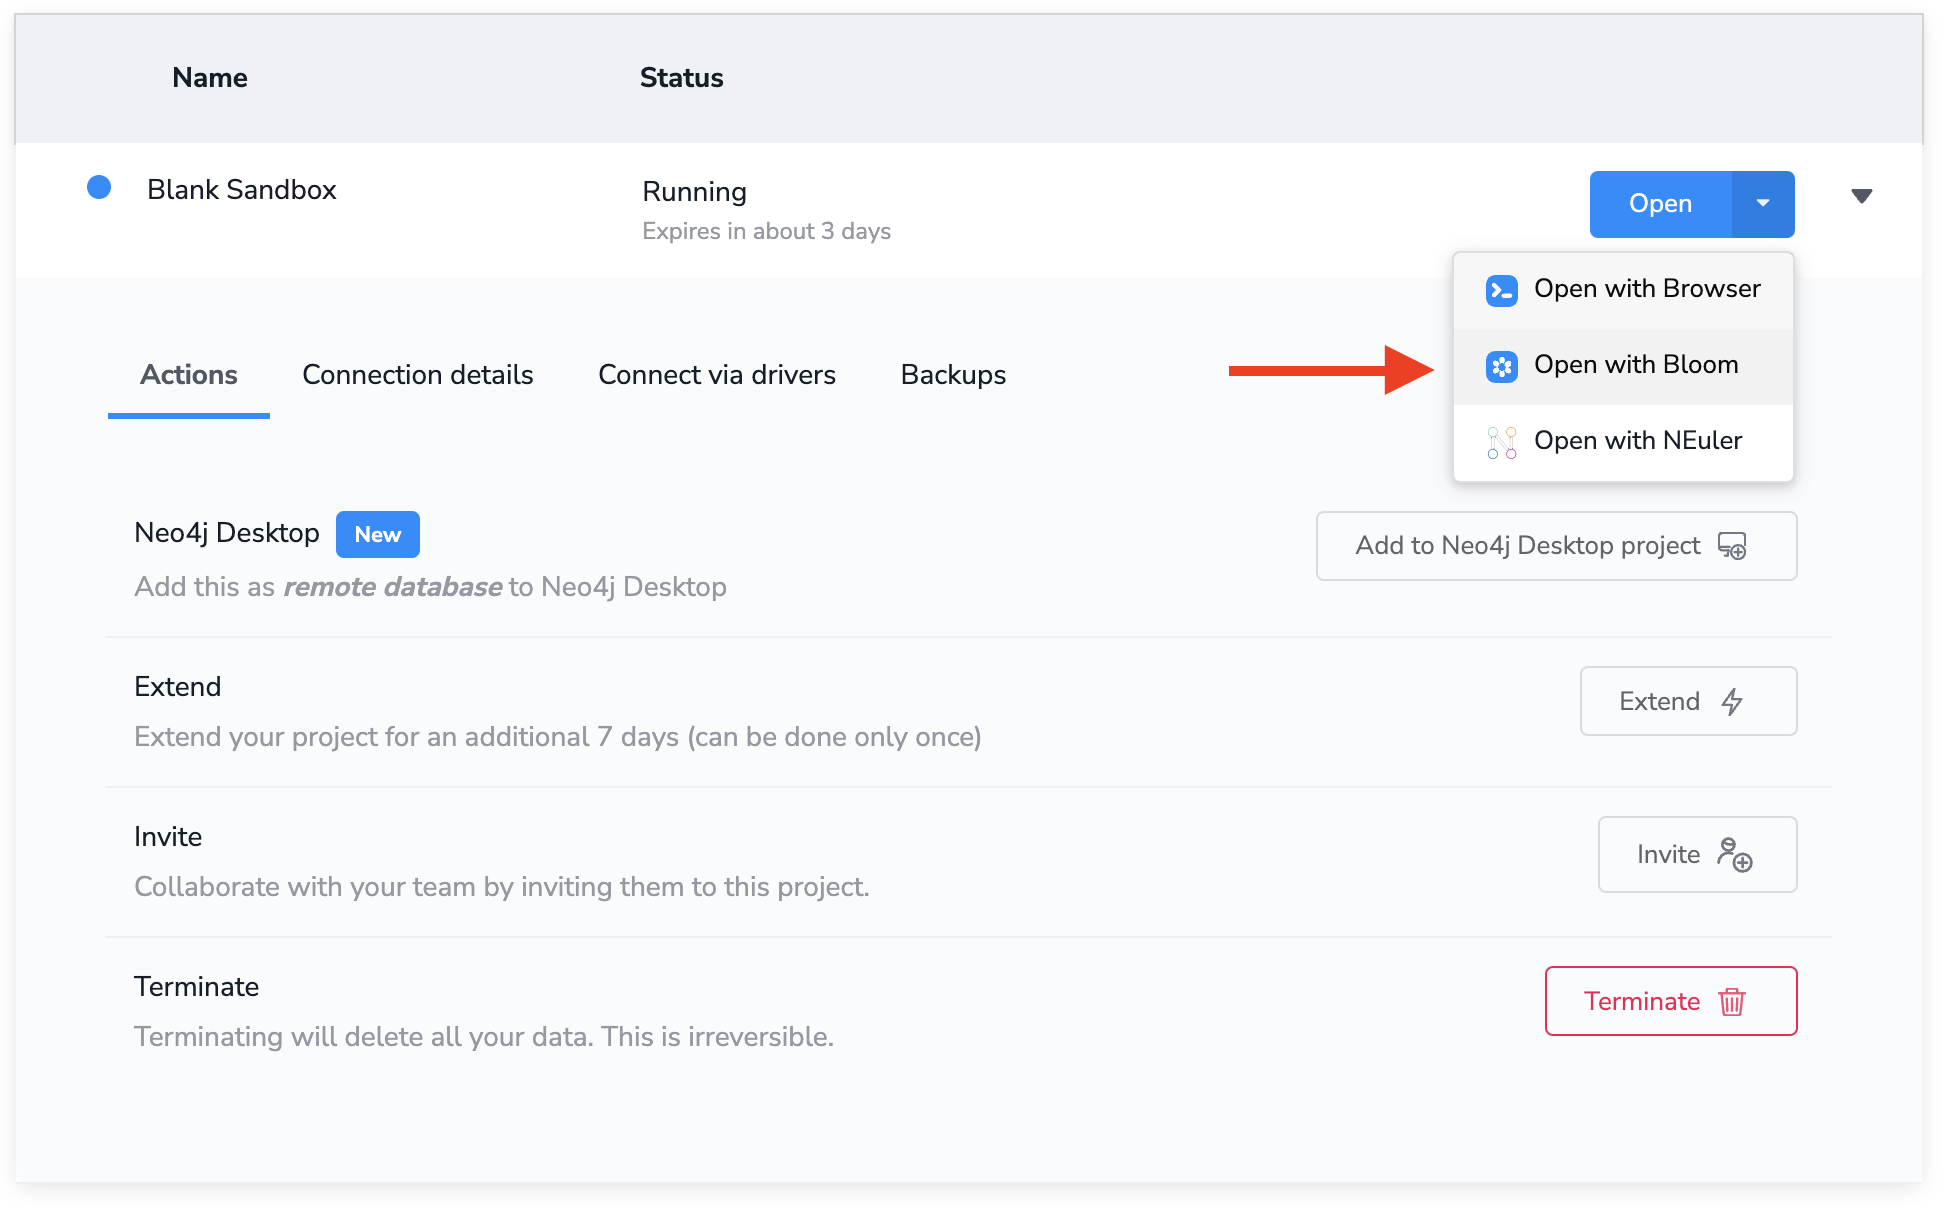 Name
Status
Blank Sandbox
Running
Expires in about 3 days
Open
Open with Browser
Open with Bloom
Open with NEuler
Actions
Connection details
Connect via drivers
Backups
Neo4j Desktop
New
Add this as remote database to Neo4j Desktop
Add to Neo4j Desktop project
Extend
Extend your project for an additional 7 days (can be done only once)
Extend
Invite
Collaborate with your team by inviting them to this project.
Invite
Terminate
Terminating will delete all your data. This is irreversible.
Terminate